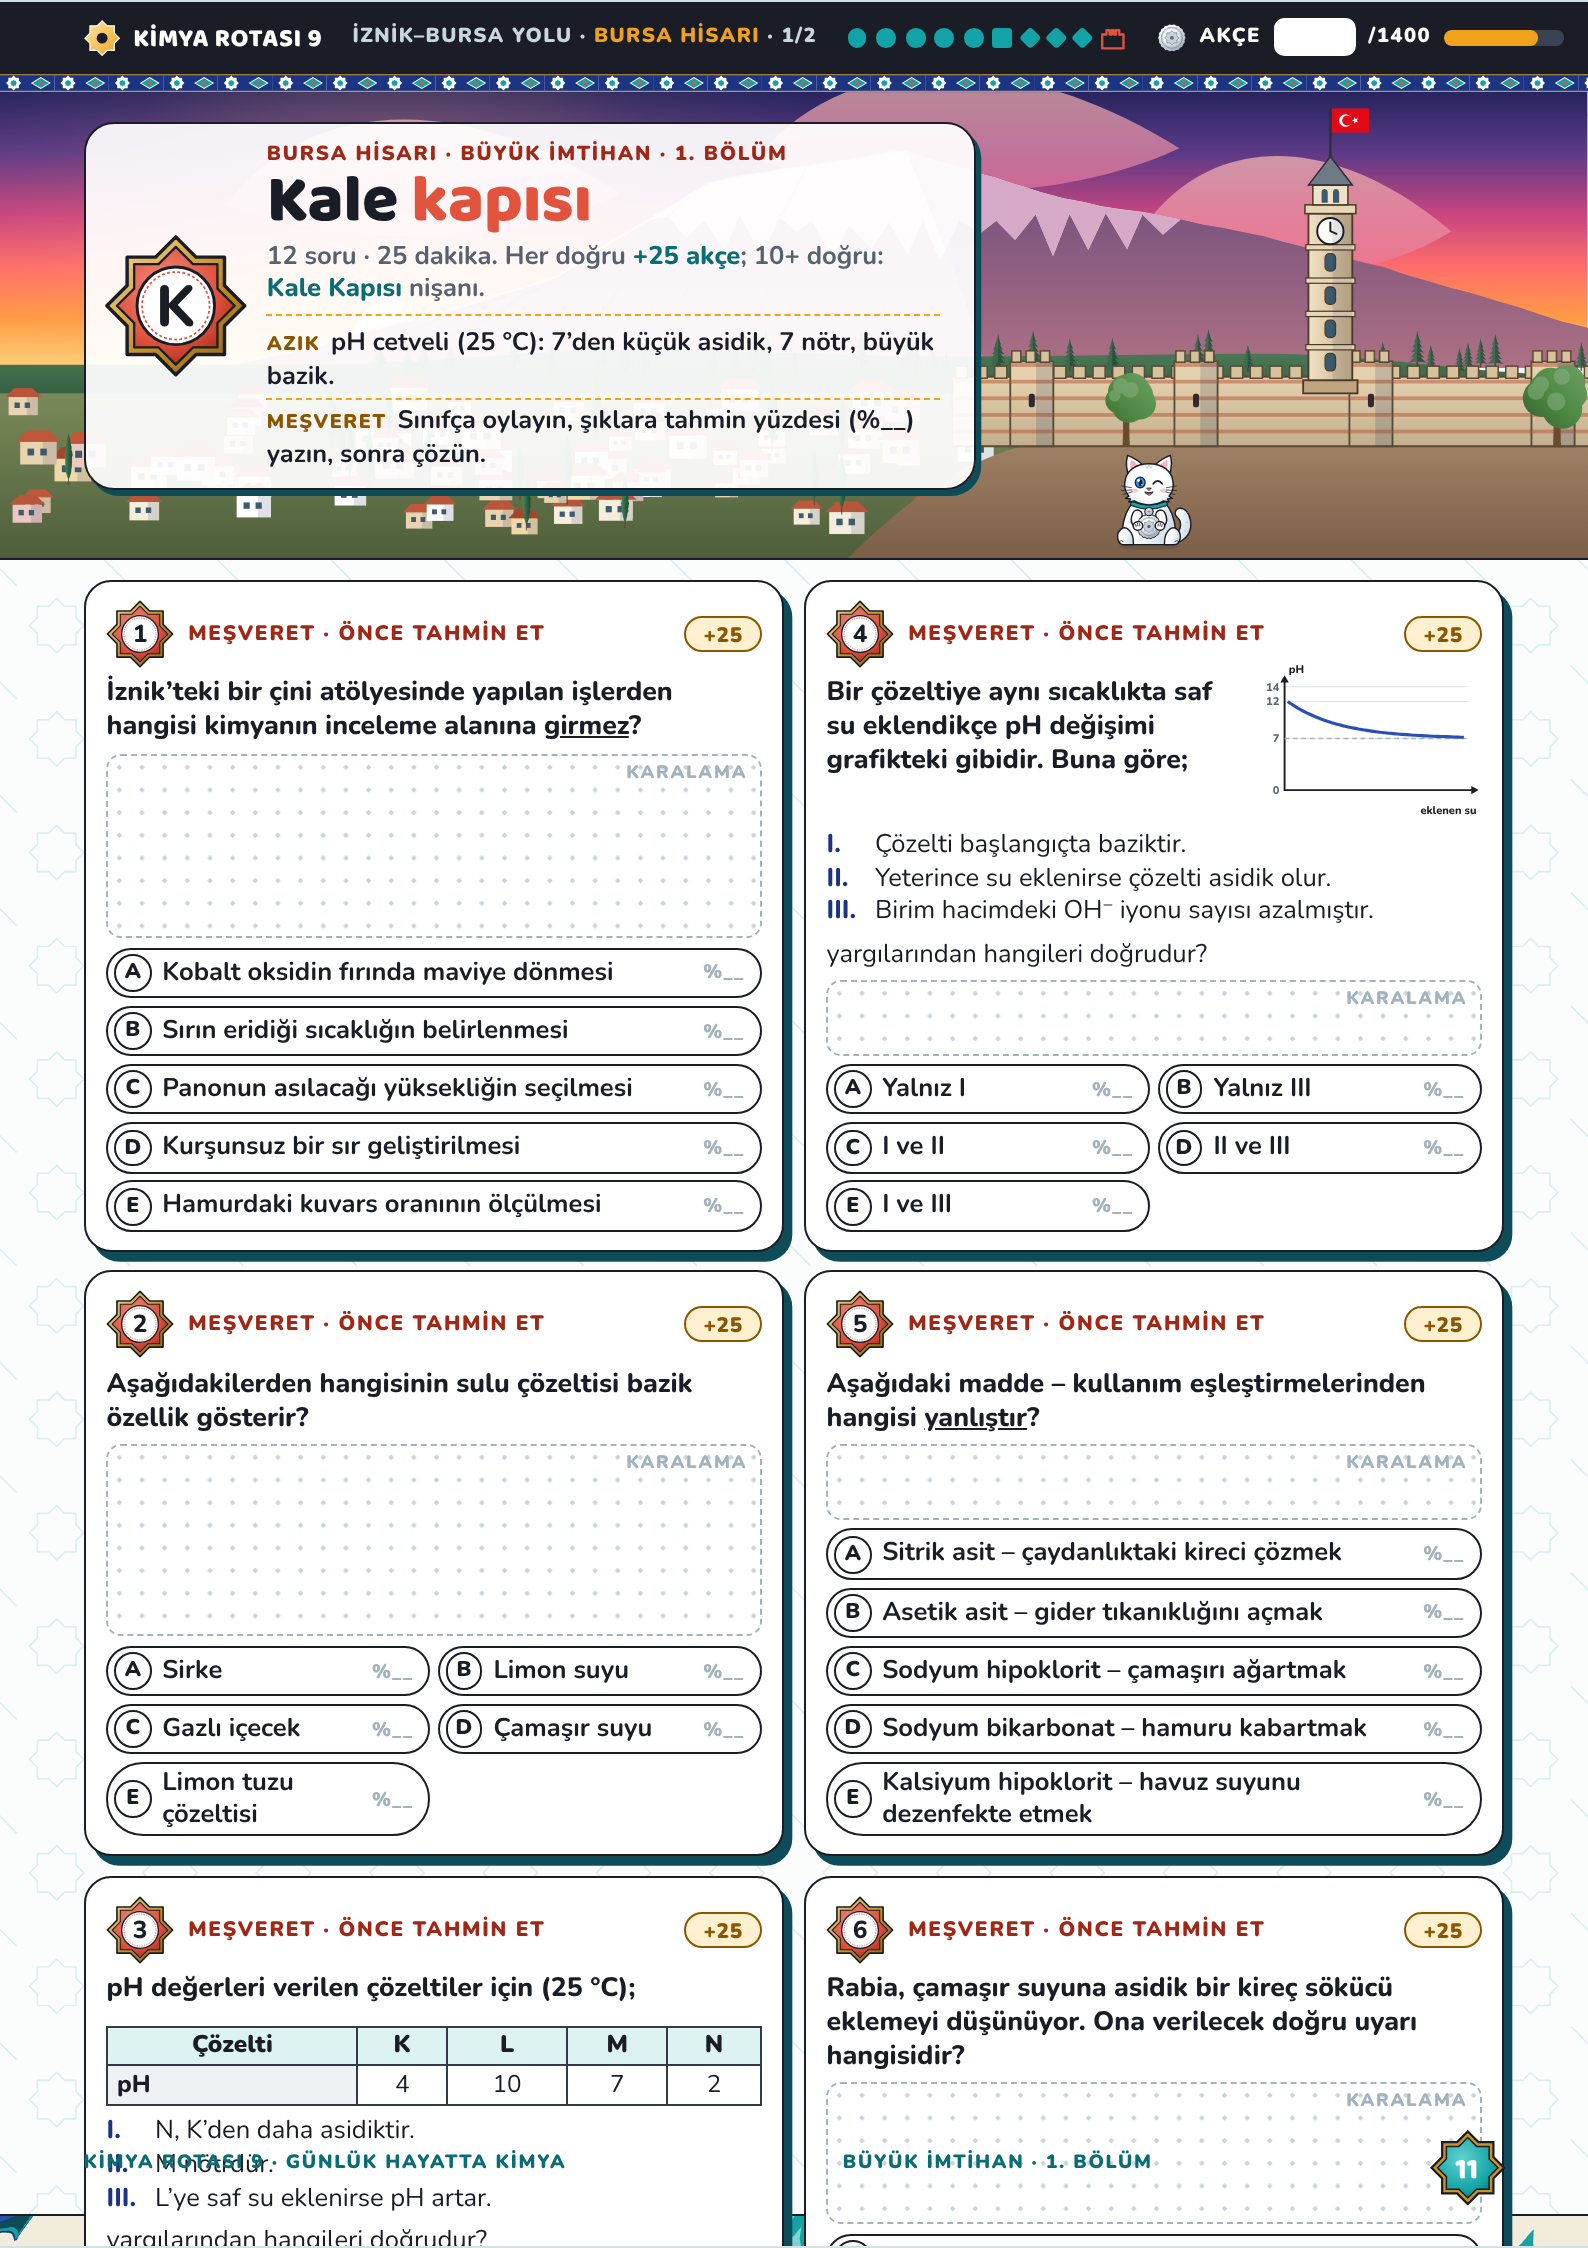 KİMYA ROTASI 9 İZNİK–BURSA YOLU · BURSA HİSARI · 1/2 AKÇE /1400
BURSA HİSARI · BÜYÜK İMTİHAN · 1. BÖLÜM
Kale kapısı
K
12 soru · 25 dakika. Her doğru +25 akçe; 10+ doğru:
Kale Kapısı nişanı.
AZIK pH cetveli (25 °C): 7’den küçük asidik, 7 nötr, büyük
bazik.
MEŞVERET Sınıfça oylayın, şıklara tahmin yüzdesi (%__)
yazın, sonra çözün.
1 MEŞVERET · ÖNCE TAHMİN ET +25
İznik’teki bir çini atölyesinde yapılan işlerden
hangisi kimyanın inceleme alanına girmez?
KARALAMA
A Kobalt oksidin fırında maviye dönmesi %__
B Sırın eridiği sıcaklığın belirlenmesi %__
C Panonun asılacağı yüksekliğin seçilmesi %__
D Kurşunsuz bir sır geliştirilmesi %__
E Hamurdaki kuvars oranının ölçülmesi %__
2 MEŞVERET · ÖNCE TAHMİN ET +25
Aşağıdakilerden hangisinin sulu çözeltisi bazik
özellik gösterir?
KARALAMA
A Sirke %__ B Limon suyu %__
C Gazlı içecek %__ D Çamaşır suyu %__
E Limon tuzu
çözeltisi %__
3 MEŞVERET · ÖNCE TAHMİN ET +25
pH değerleri verilen çözeltiler için (25 °C);
Çözelti K L M N
pH 4 10 7 2
I. N, K’den daha asidiktir.
II. M nötrdür.
III. L’ye saf su eklenirse pH artar.
yargılarından hangileri doğrudur?
4 MEŞVERET · ÖNCE TAHMİN ET +25
Bir çözeltiye aynı sıcaklıkta saf
su eklendikçe pH değişimi
grafikteki gibidir. Buna göre;
pH
14
12
7
0
eklenen su
I. Çözelti başlangıçta baziktir.
II. Yeterince su eklenirse çözelti asidik olur.
III. Birim hacimdeki OH⁻ iyonu sayısı azalmıştır.
yargılarından hangileri doğrudur?
KARALAMA
A Yalnız I %__ B Yalnız III %__
C I ve II %__ D II ve III %__
E I ve III %__
5 MEŞVERET · ÖNCE TAHMİN ET +25
Aşağıdaki madde – kullanım eşleştirmelerinden
hangisi yanlıştır?
KARALAMA
A Sitrik asit – çaydanlıktaki kireci çözmek %__
B Asetik asit – gider tıkanıklığını açmak %__
C Sodyum hipoklorit – çamaşırı ağartmak %__
D Sodyum bikarbonat – hamuru kabartmak %__
E Kalsiyum hipoklorit – havuz suyunu
dezenfekte etmek %__
6 MEŞVERET · ÖNCE TAHMİN ET +25
Rabia, çamaşır suyuna asidik bir kireç sökücü
eklemeyi düşünüyor. Ona verilecek doğru uyarı
hangisidir?
KARALAMA
KİMYA ROTASI 9 · GÜNLÜK HAYATTA KİMYA
BÜYÜK İMTİHAN · 1. BÖLÜM
11